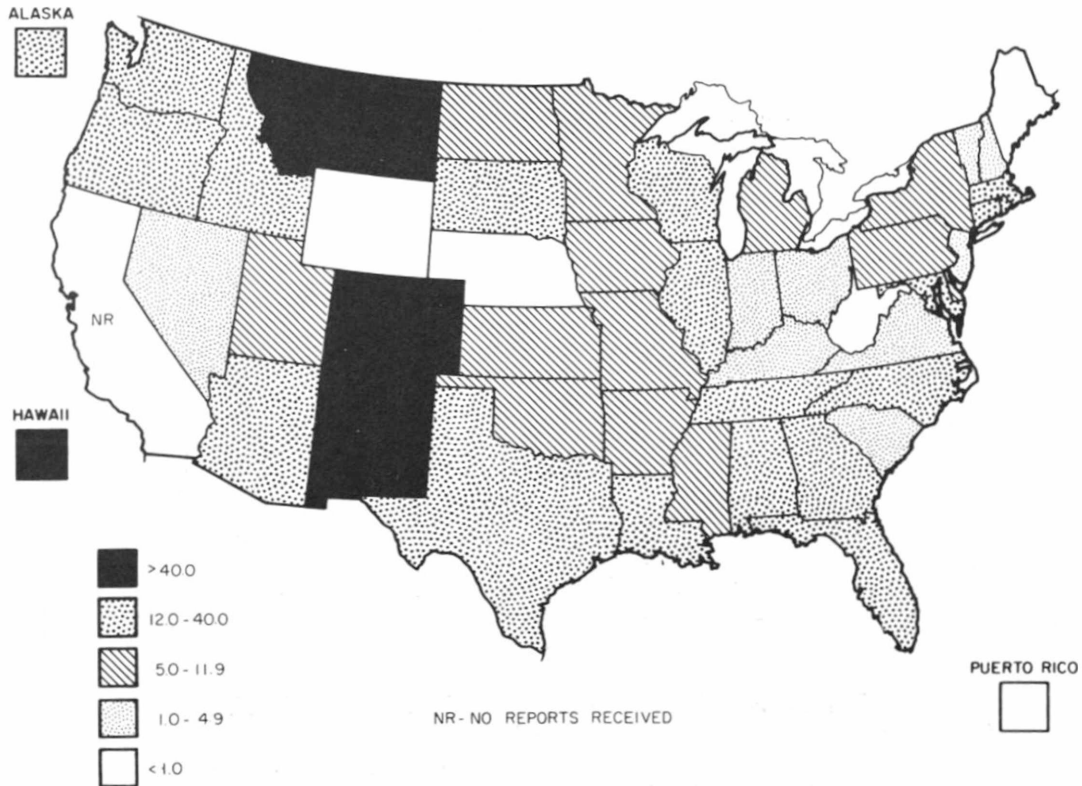 ALASKA
NR
HAWAII
>40.0
12.0-40.0
5.0-11.9
1.0-4.9
<1.0
NR-NO REPORTS RECEIVED
PUERTO RICO